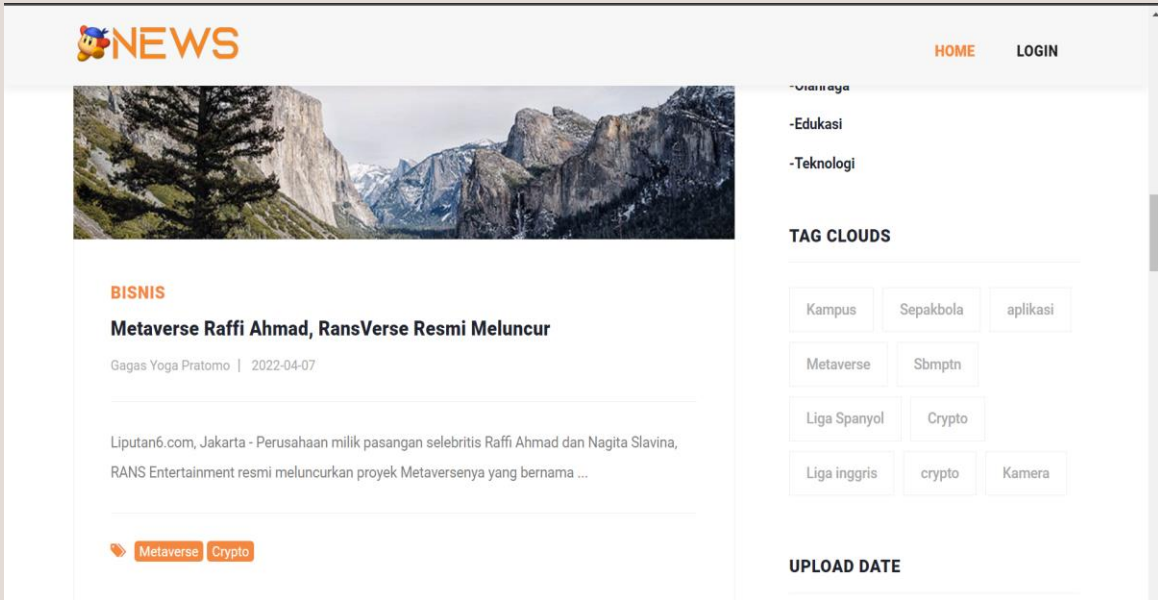 NEWS
HOME
LOGIN
BISNIS
Metaverse Raffi Ahmad, RansVerse Resmi Meluncur
Gagas Yoga Pratomo | 2022-04-07
Liputan6.com, Jakarta - Perusahaan milik pasangan selebritis Raffi Ahmad dan Nagita Slavina,
RANS Entertainment resmi meluncurkan proyek Metaversenya yang bernama ...
Metaverse Crypto
-Olahraga
-Edukasi
-Teknologi
TAG CLOUDS
Kampus Sepakbola aplikasi
Metaverse Sbmptn
Liga Spanyol Crypto
Liga inggris crypto Kamera
UPLOAD DATE